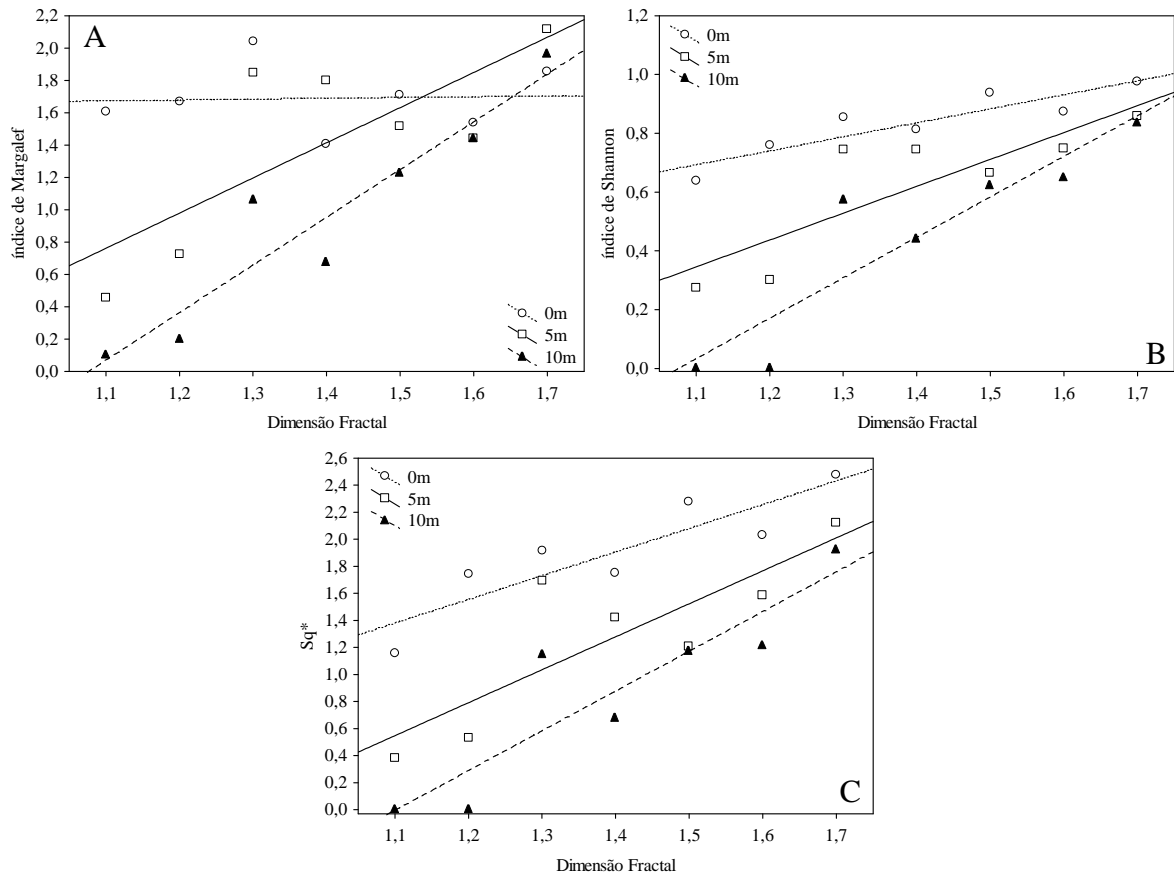 A
2,2
2,0
1,8
1,6
1,4
1,2
1,0
0,8
0,6
0,4
0,2
0,0
índice de Margalef
1,1 1,2 1,3 1,4 1,5 1,6 1,7
Dimensão Fractal
0m
5m
10m
B
1,2
1,0
0,8
0,6
0,4
0,2
0,0
índice de Shannon
1,1 1,2 1,3 1,4 1,5 1,6 1,7
Dimensão Fractal
0m
5m
10m
C
2,6
2,4
2,2
2,0
1,8
1,6
1,4
1,2
1,0
0,8
0,6
0,4
0,2
0,0
Sq*
1,1 1,2 1,3 1,4 1,5 1,6 1,7
Dimensão Fractal
0m
5m
10m